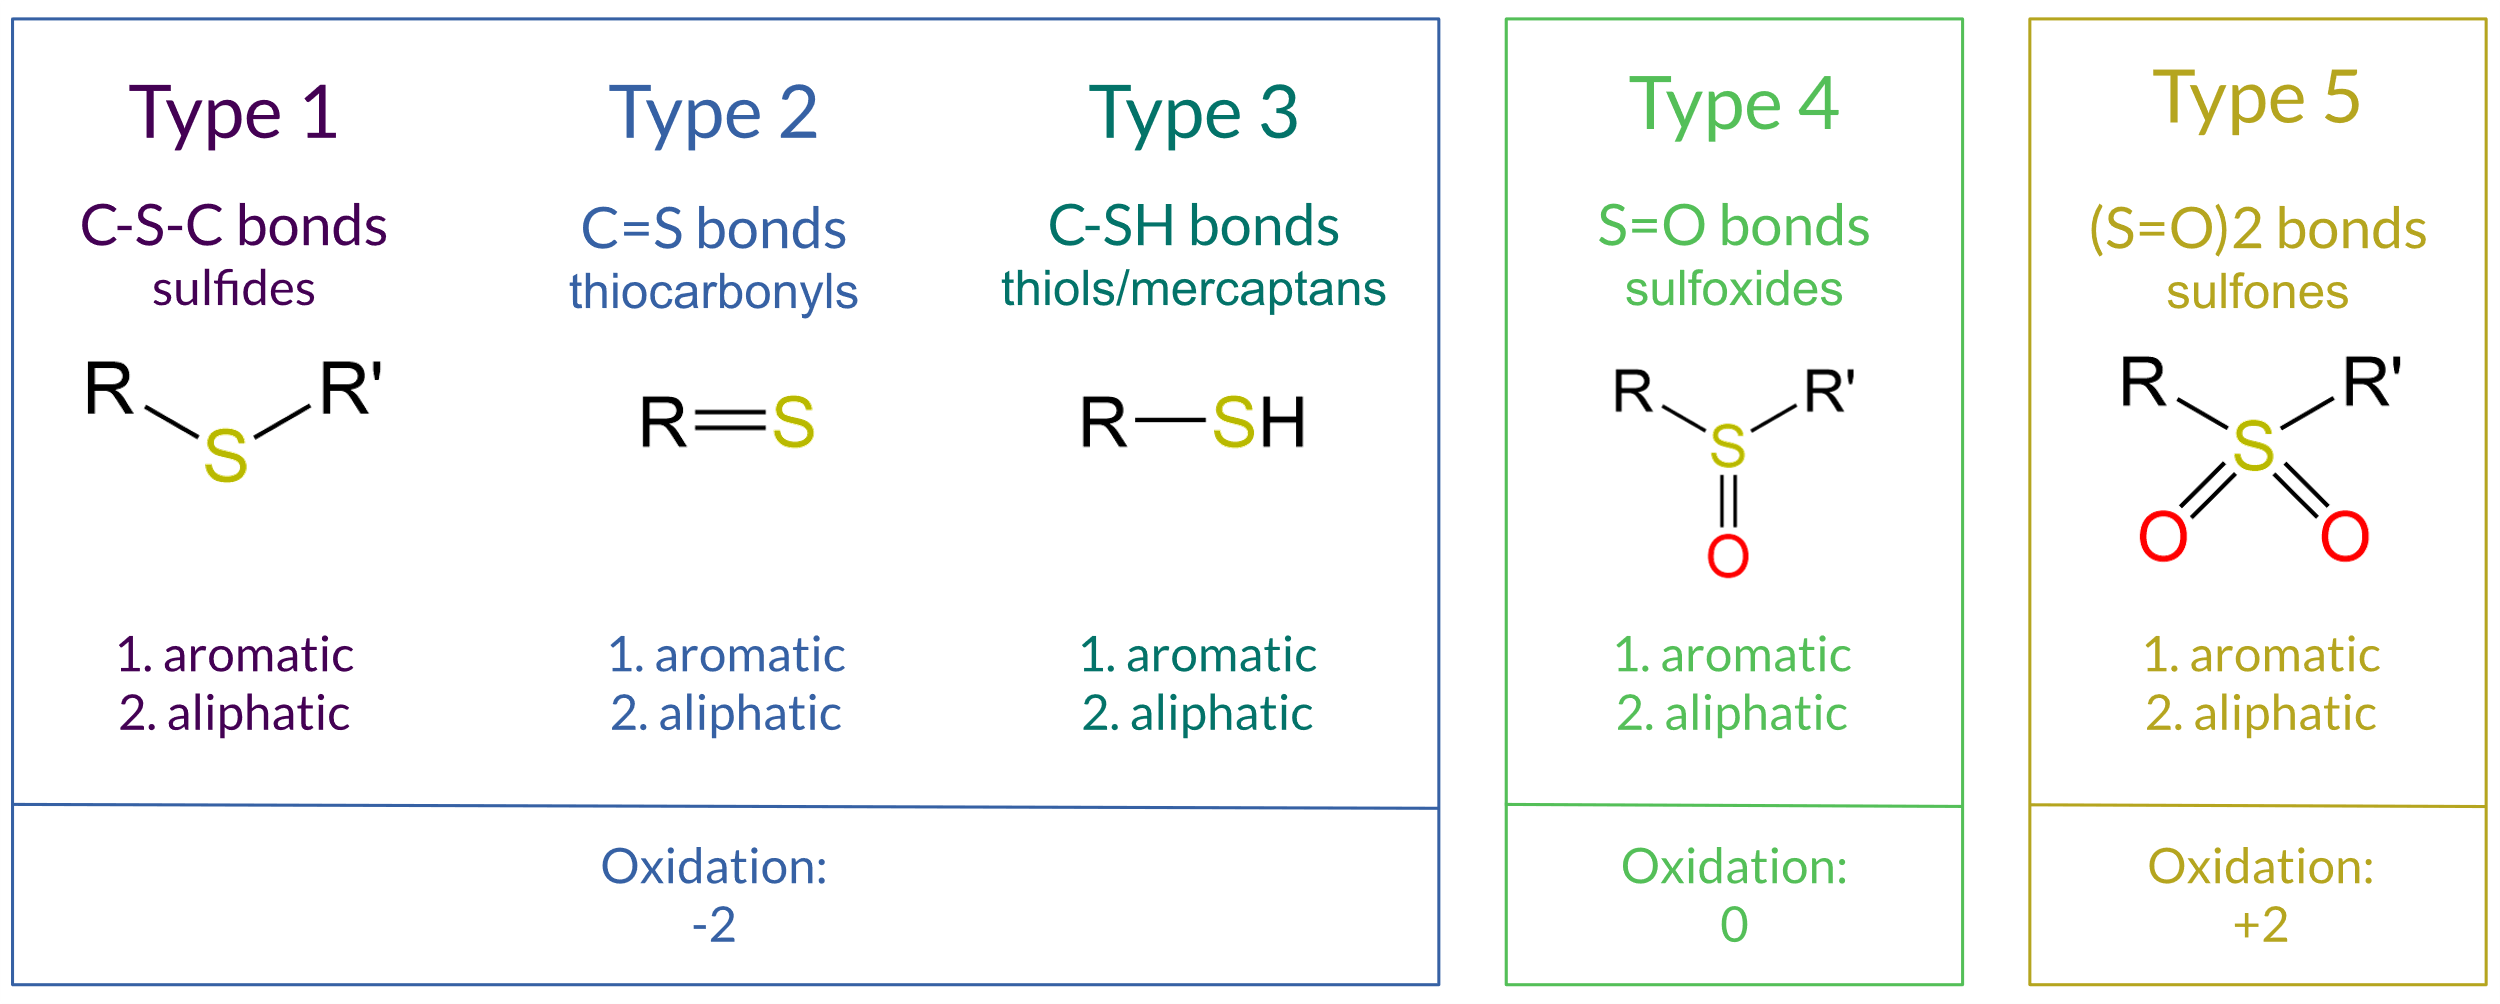 Type 1
C-S-C bonds
sulfides
R
R'
S
1. aromatic
2. aliphatic
Type 2
C=S bonds
thiocarbonyls
R=S
1. aromatic
2. aliphatic
Type 3
C-SH bonds
thiols/mercaptans
R-SH
1. aromatic
2. aliphatic
Oxidation:
-2
Type 4
S=O bonds
sulfoxides
R
R'
S
O
1. aromatic
2. aliphatic
Oxidation:
0
Type 5
(S=O)2 bonds
sulfones
R
R'
S
O
O
1. aromatic
2. aliphatic
Oxidation:
+2